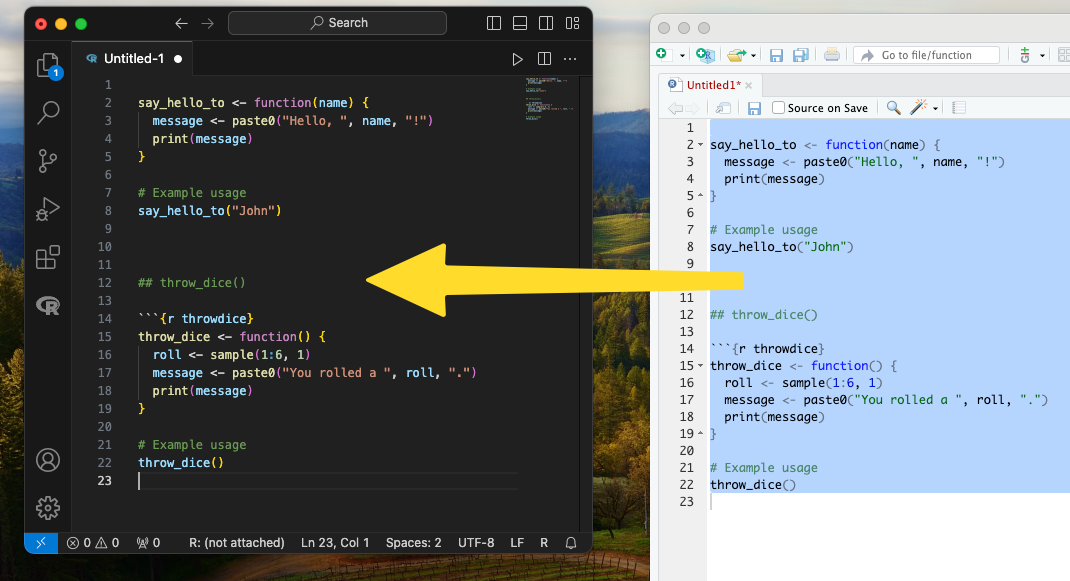 Search
1
Untitled-1
1
2 say_hello_to <- function(name) {
3 message <- paste0("Hello, ", name, "!")
4 print(message)
5 }
6
7 # Example usage
8 say_hello_to("John")
9
10
11
12 ## throw_dice()
13
14 ```{r throwdice}
15 throw_dice <- function() {
16 roll <- sample(1:6, 1)
17 message <- paste0("You rolled a ", roll, ".")
18 print(message)
19 }
20
21 # Example usage
22 throw_dice()
23
0 0 0 R: (not attached) Ln 23, Col 1 Spaces: 2 UTF-8 LF R
Go to file/function
Untitled1*
Source on Save
1
2 say_hello_to <- function(name) {
3 message <- paste0("Hello, ", name, "!")
4 print(message)
5 }
6
7 # Example usage
8 say_hello_to("John")
9
11
12 ## throw_dice()
13
14 ```{r throwdice}
15 throw_dice <- function() {
16 roll <- sample(1:6, 1)
17 message <- paste0("You rolled a ", roll, ".")
18 print(message)
19 }
20
21 # Example usage
22 throw_dice()
23